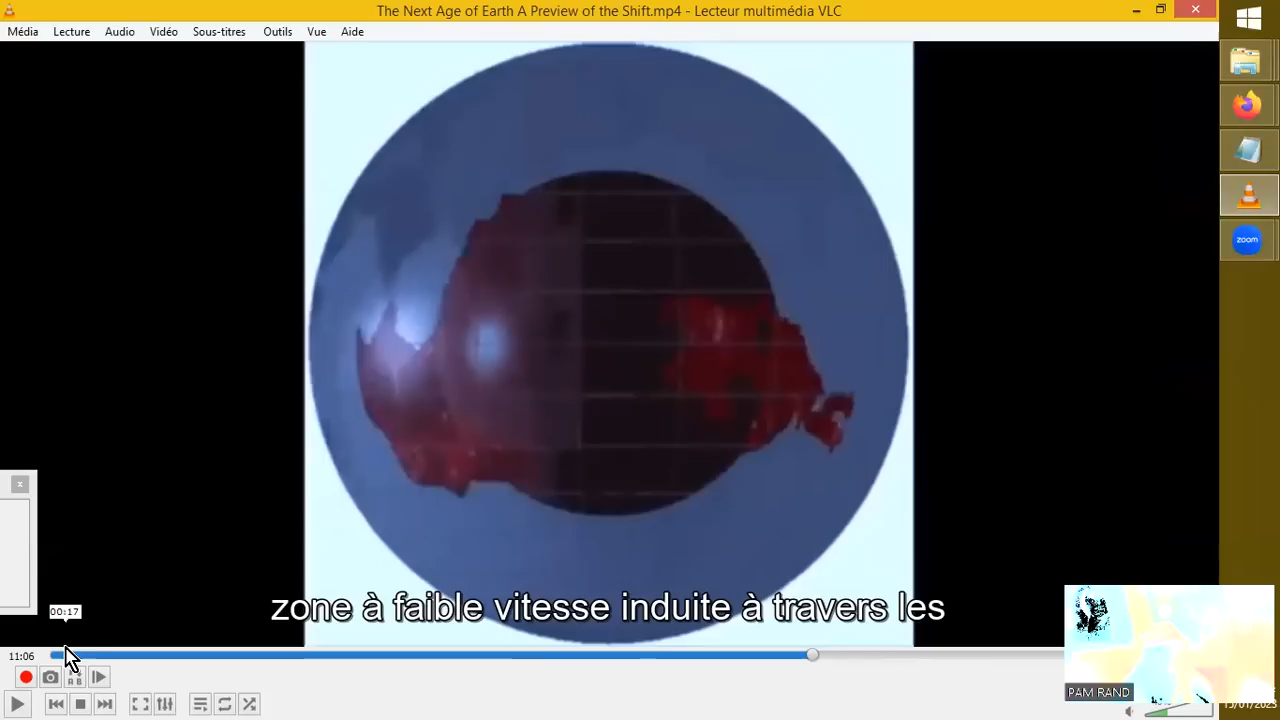 The Next Age of Earth A Preview of the Shift.mp4 - Lecteur multimédia VLC
Média Lecture Audio Vidéo Sous-titres Outils Vue Aide
zoom
x
00:17
zone à faible vitesse induite à travers les
11:06
A B
PAM RAND